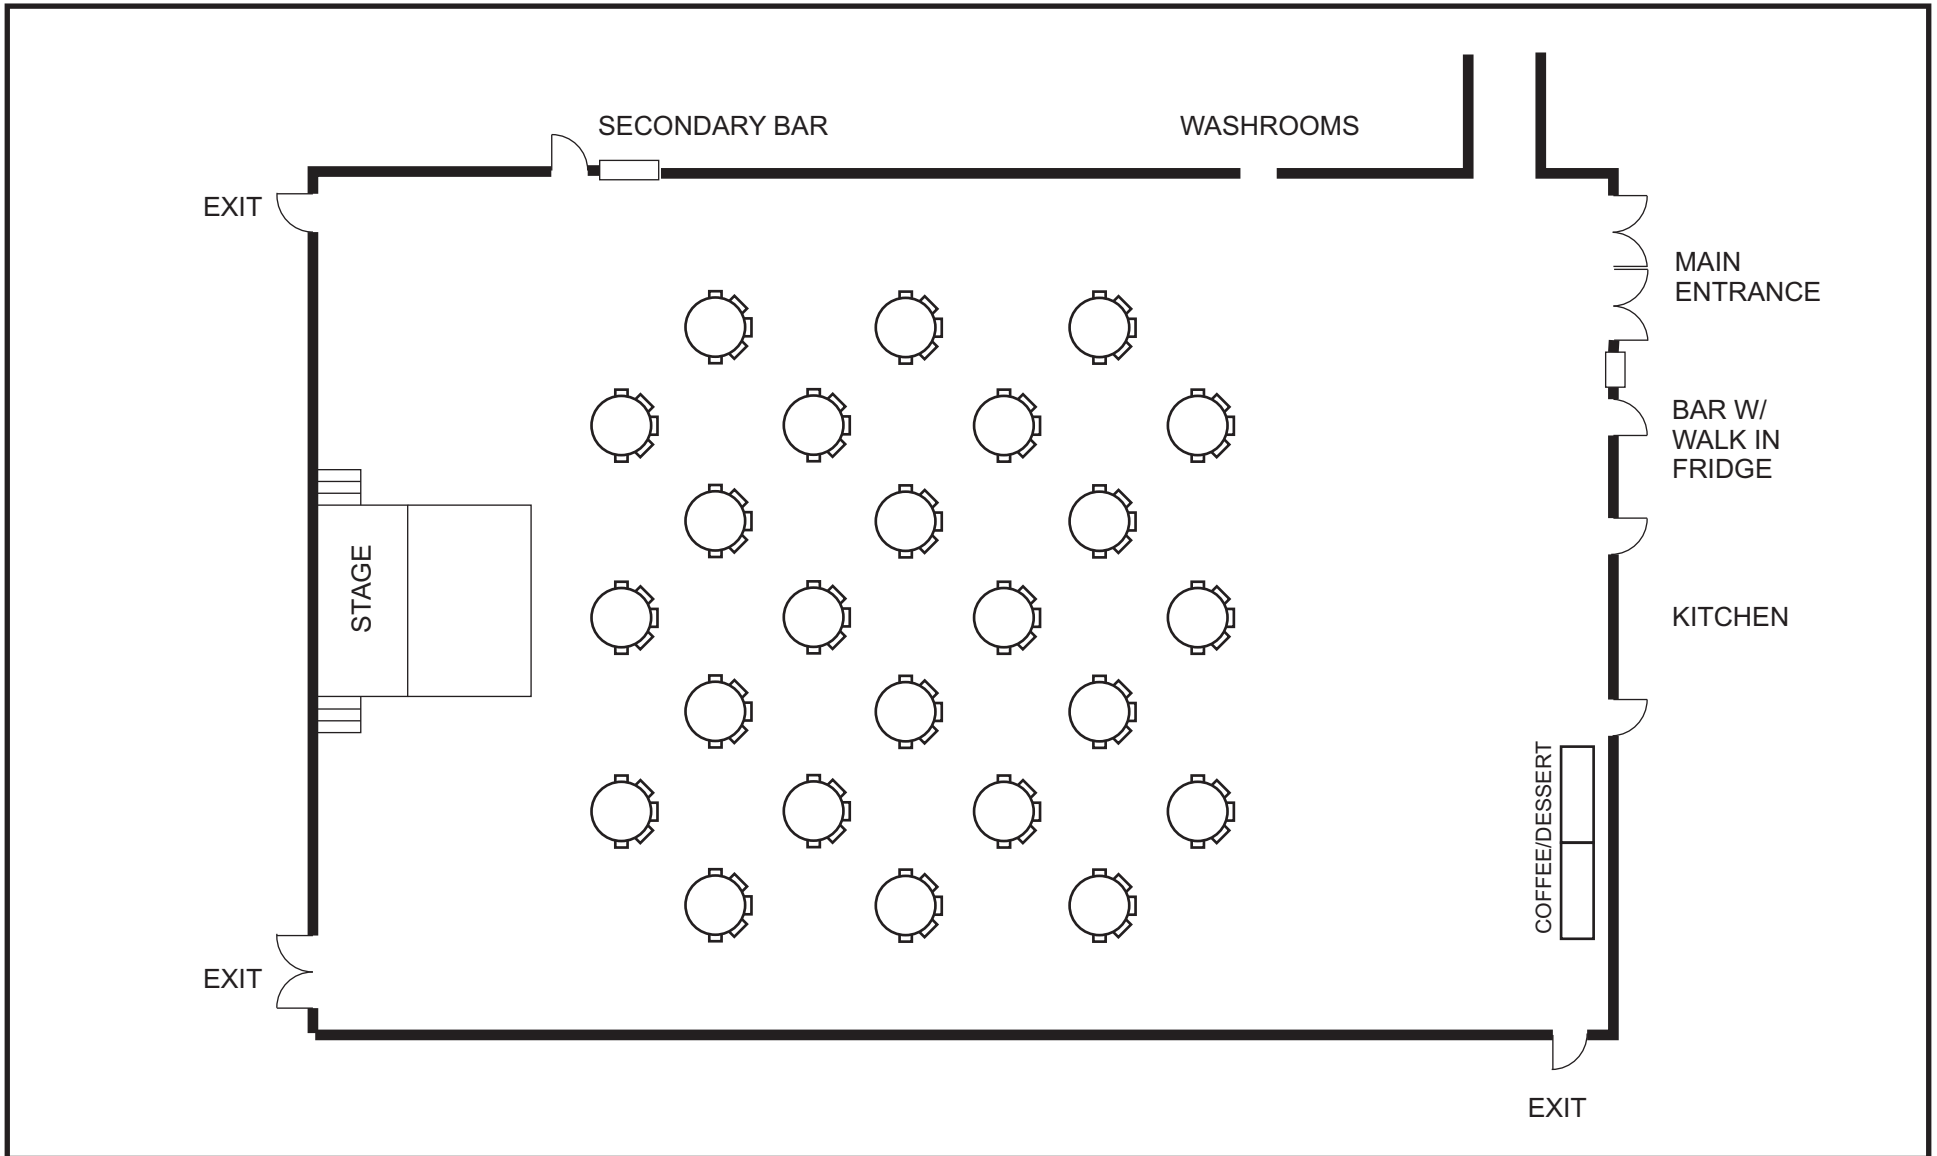 SECONDARY BAR
WASHROOMS
EXIT
MAIN
ENTRANCE
BAR W/
WALK IN
FRIDGE
STAGE
KITCHEN
COFFEE/DESSERT
EXIT
EXIT